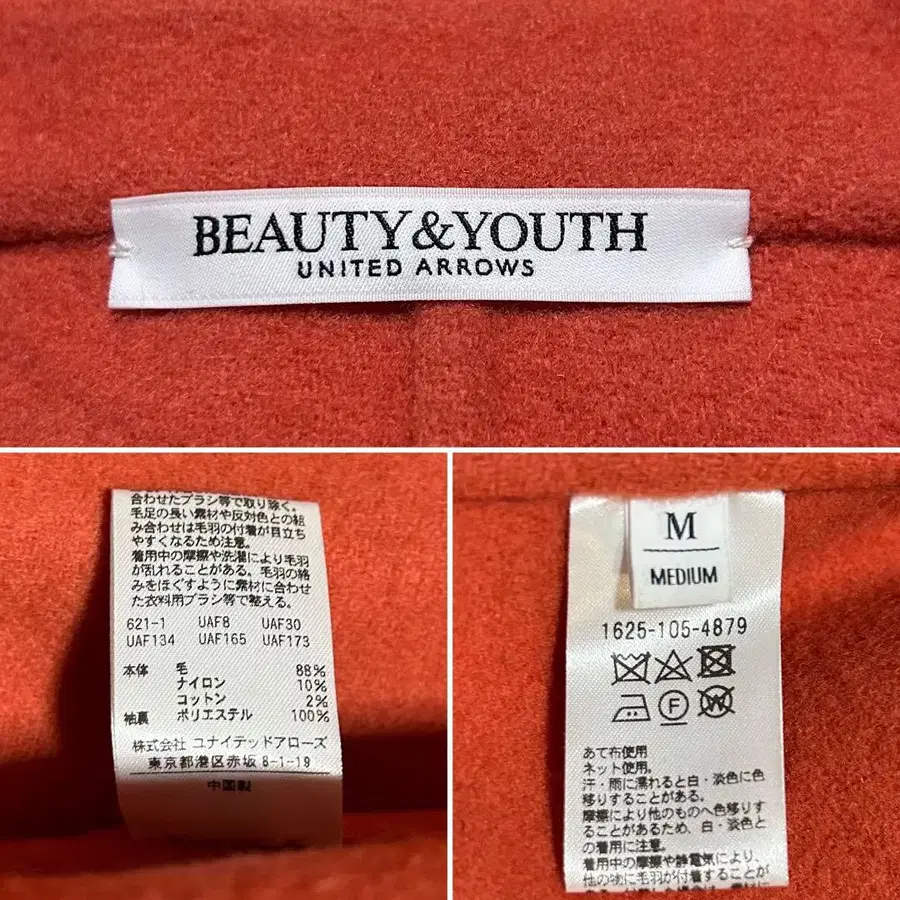 BEAUTY&YOUTH
UNITED ARROWS
合わせたブラシ等で取り除く。
毛足の長い素材や反対色との組
み合わせは毛羽の付着が目立ち
やすくなるため注意。
着用中の摩擦や洗濯により毛羽
が乱れることがある。毛羽の絡
みをほぐすように素材に合わせ
た衣料用ブラシ等で整える。
621-1 UAF8 UAF30
UAF134 UAF165 UAF173
本体 毛 88%
ナイロン 10%
コットン 2%
袖裏 ポリエステル 100%
株式会社 ユナイテッドアローズ
東京都港区赤坂 8-1-19
中国製
M
MEDIUM
1625-105-4879
F
W
あて布使用
ネット使用。
汗・雨に濡れると白・淡色に色
移りすることがある。
摩擦により他のものへ色移りす
ることがあるため、白・淡色と
の着用に注意。
着用中の摩擦や静電気により、
他の物に毛羽が付着することが